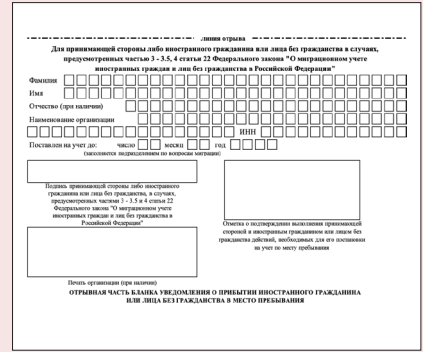 линия отрыва
Для принимающей стороны либо иностранного гражданина или лица без гражданства в случаях,
предусмотренных частью 3 - 3.5, 4 статьи 22 Федерального закона "О миграционном учете
иностранных граждан и лиц без гражданства в Российской Федерации"
Фамилия
Имя
Отчество (при наличии)
Наименование организации
ИНН
Поставлен на учет до: число месяц год
(заполняется подразделением по вопросам миграции)
Подпись принимающей стороны либо иностранного
гражданина или лица без гражданства, в случаях,
предусмотренных частями 3 - 3.5 и 4 статьи 22
Федерального закона "О миграционном учете
иностранных граждан и лиц без гражданства в
Российской Федерации"
Отметка о подтверждении выполнения принимающей
стороной и иностранным гражданином или лицом без
гражданства действий, необходимых для его постановки
на учет по месту пребывания
Печать организации (при наличии)
ОТРЫВНАЯ ЧАСТЬ БЛАНКА УВЕДОМЛЕНИЯ О ПРИБЫТИИ ИНОСТРАННОГО ГРАЖДАНИНА
ИЛИ ЛИЦА БЕЗ ГРАЖДАНСТВА В МЕСТО ПРЕБЫВАНИЯ